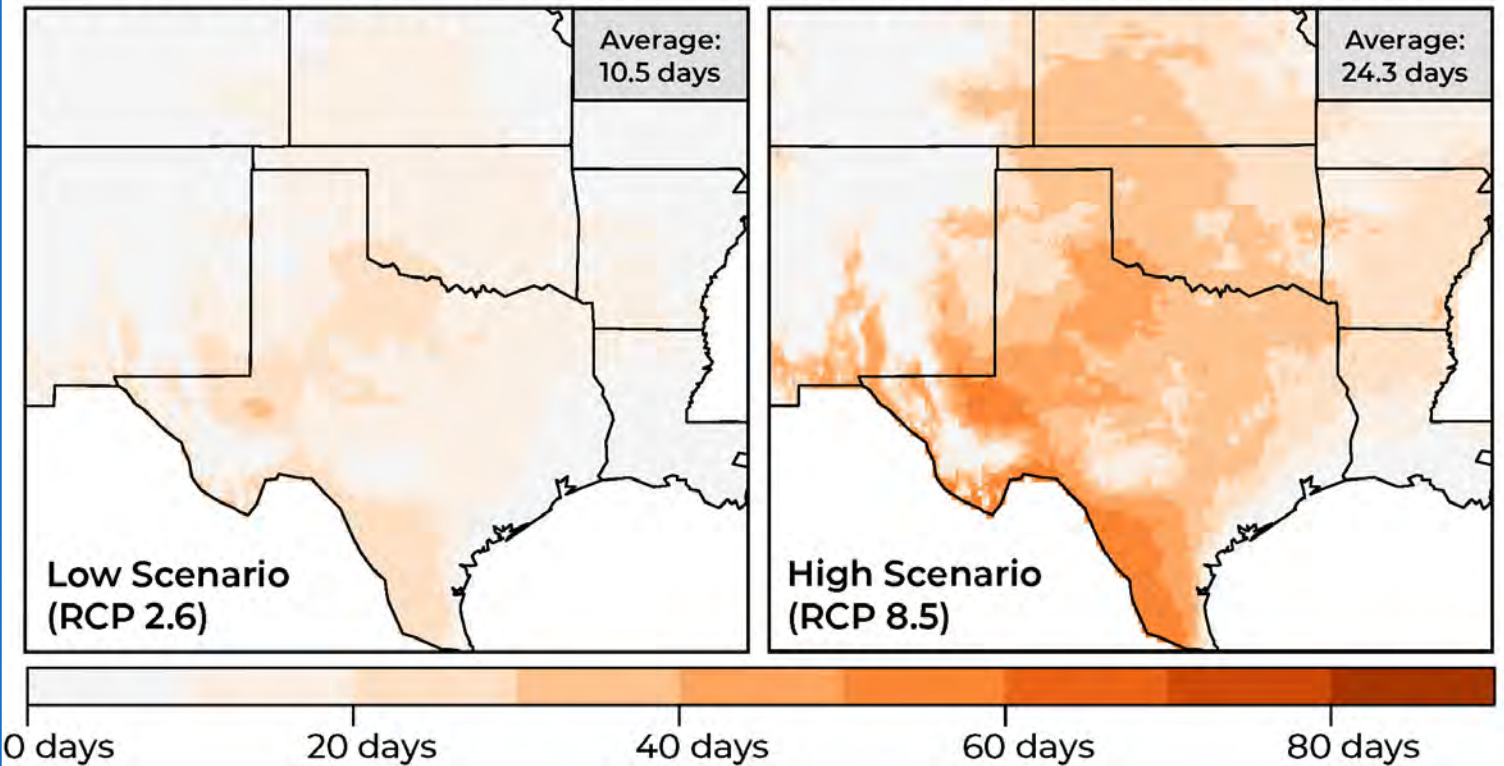 Average:
10.5 days
Low Scenario
(RCP 2.6)
Average:
24.3 days
High Scenario
(RCP 8.5)
0 days
20 days
40 days
60 days
80 days